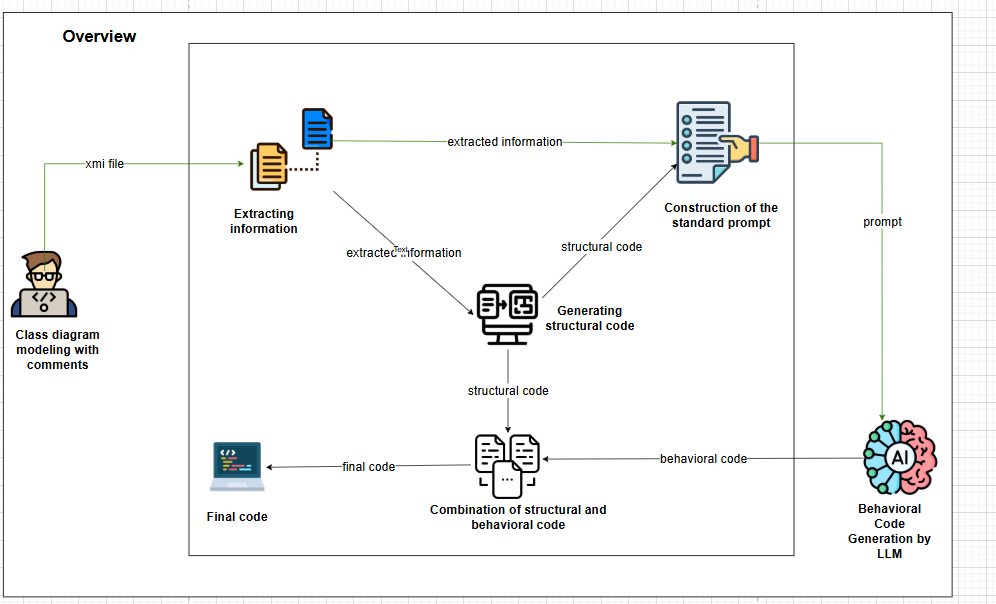 Overview
xmi file
extracted information
Extracting
information
Construction of the
standard prompt
prompt
extracted information
Text
structural code
Class diagram
modeling with
comments
Generating
structural code
structural code
</>
AI
final code
behavioral code
Final code
Combination of structural and
behavioral code
Behavioral
Code
Generation by
LLM